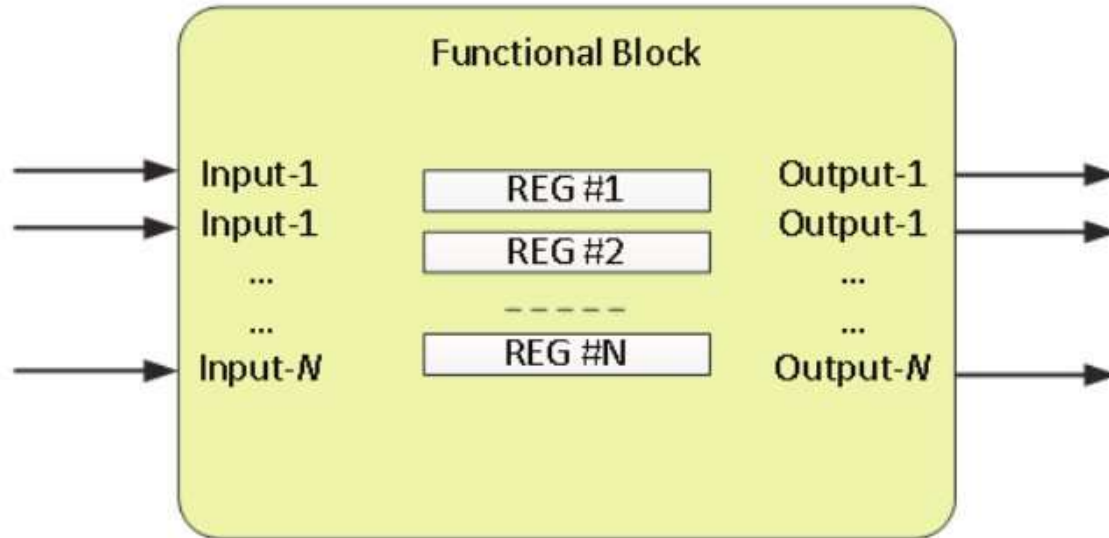 Functional Block
Input-1
REG #1
Output-1
Input-1
REG #2
Output-1
...
...
...
...
Input-N
REG #N
Output-N